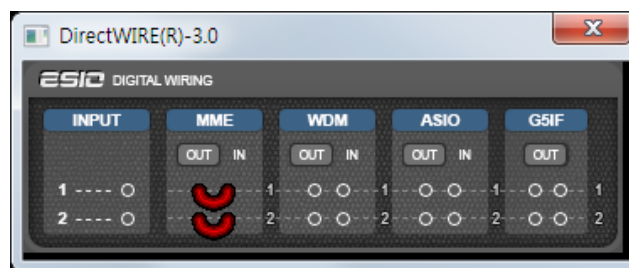 DirectWIRE(R)-3.0
ESI DIGITAL WIRING
INPUT MME WDM ASIO G5IF
OUT IN OUT IN OUT IN OUT
1 1 1 1 1
2 2 2 2 2